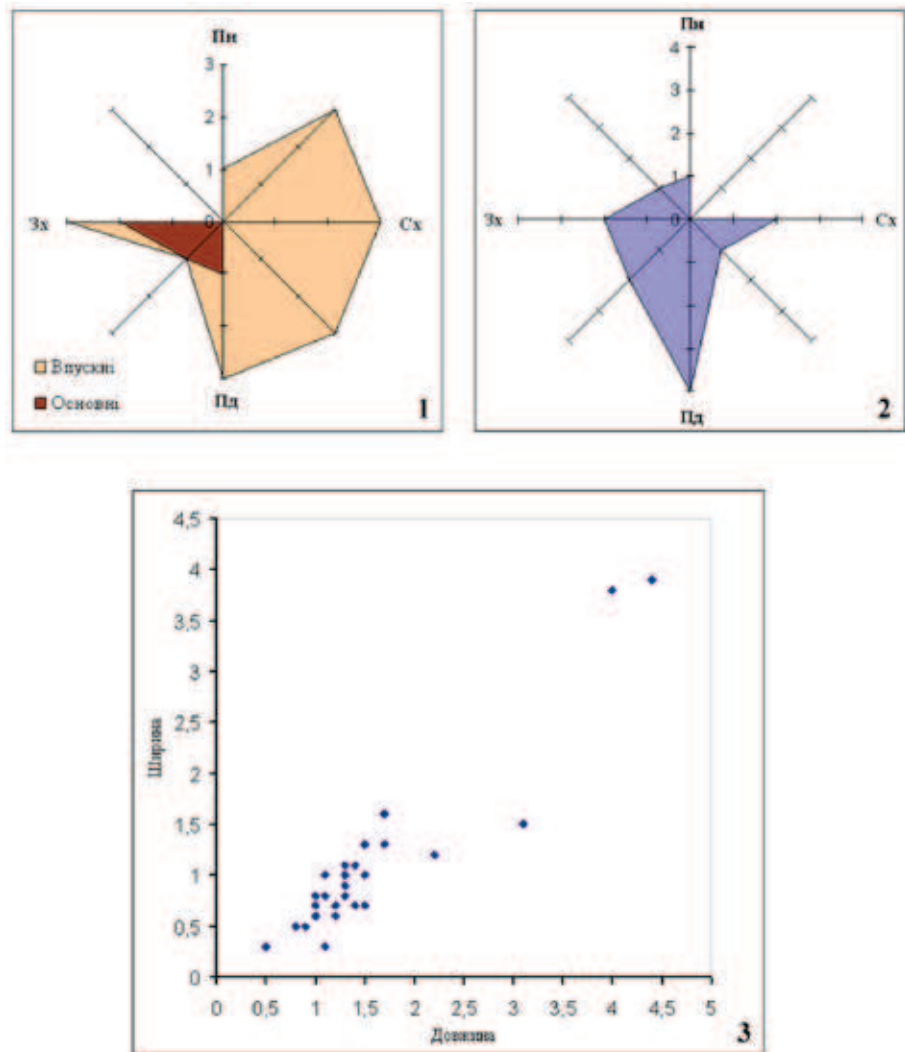 Пн
3
2
1
0
Зх
Сх
Впускні
Основні
Пд
1
Пн
4
3
2
1
0
Зх
Сх
Пд
2
4,5
4
3,5
3
2,5
2
1,5
1
0,5
0
Ширина
0 0,5 1 1,5 2 2,5 3 3,5 4 4,5 5
Довжина
3